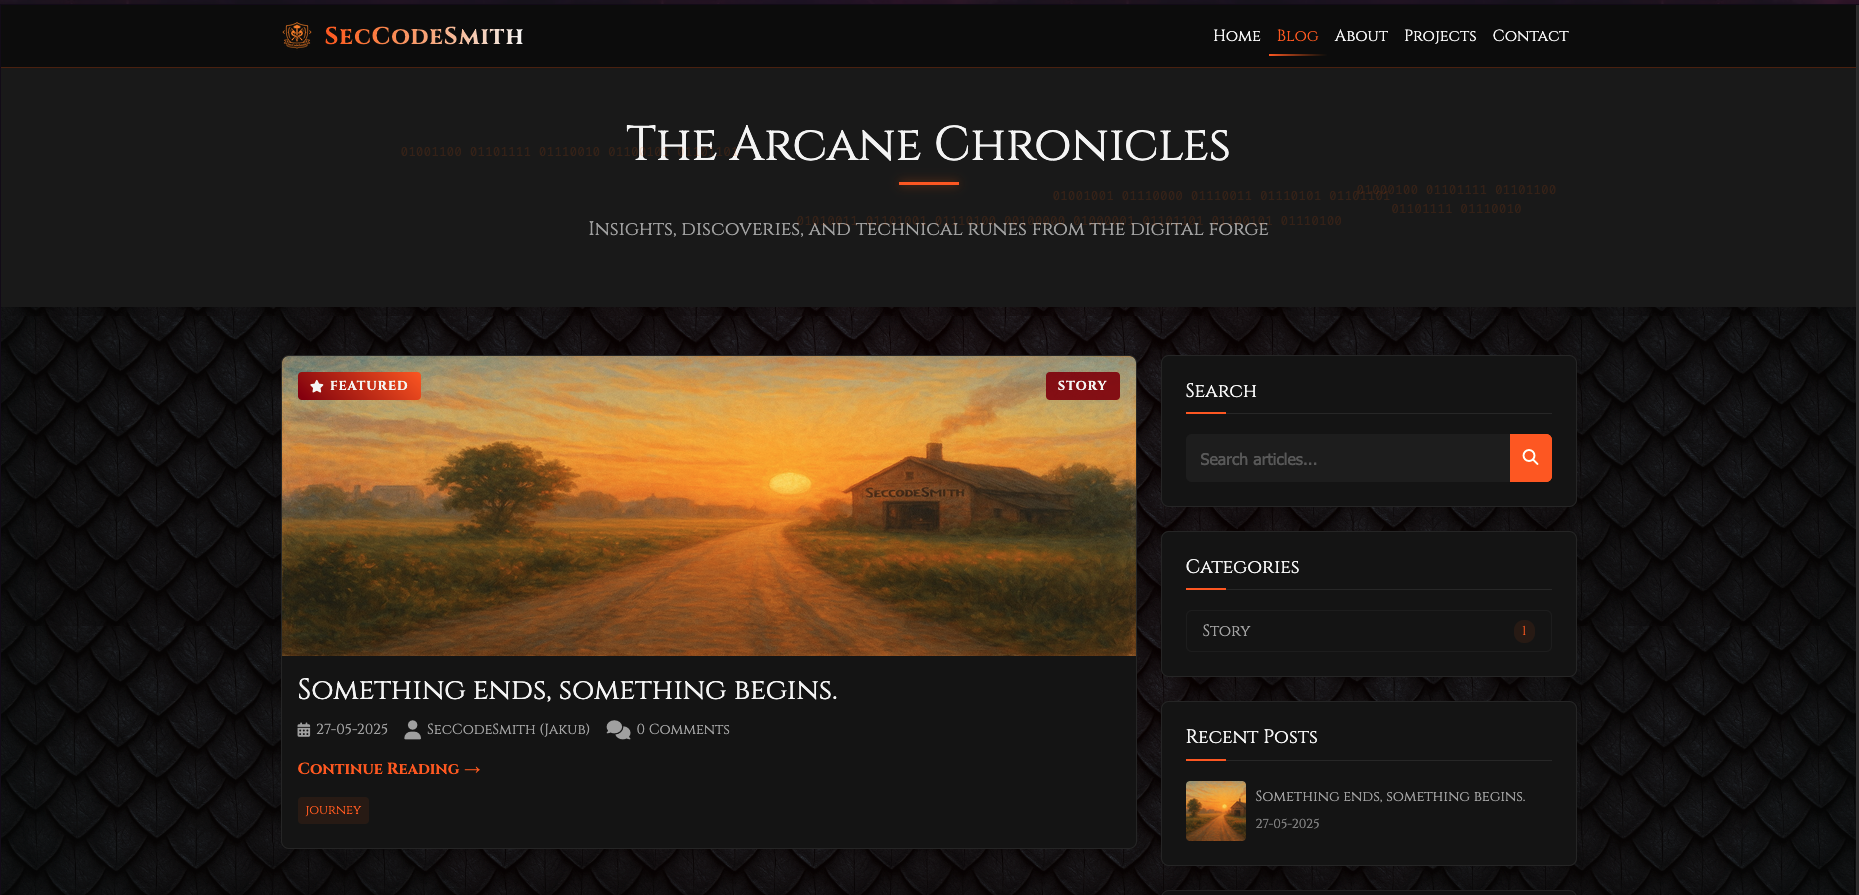 SecCodeSmith
Home Blog About Projects Contact
The Arcane Chronicles
01001100 01101111 01110010
01001001 01110000 01110011 01110101 01101101
01000100 01101111 01101100
01101111 01110010
01110100
Insights, discoveries, and technical runes from the digital forge
FEATURED
STORY
SeccodeSmith
Something ends, something begins.
27-05-2025 SecCodeSmith (Jakub) 0 Comments
Continue Reading →
journey
Search
Search articles...
Categories
Story 1
Recent Posts
Something ends, something begins.
27-05-2025